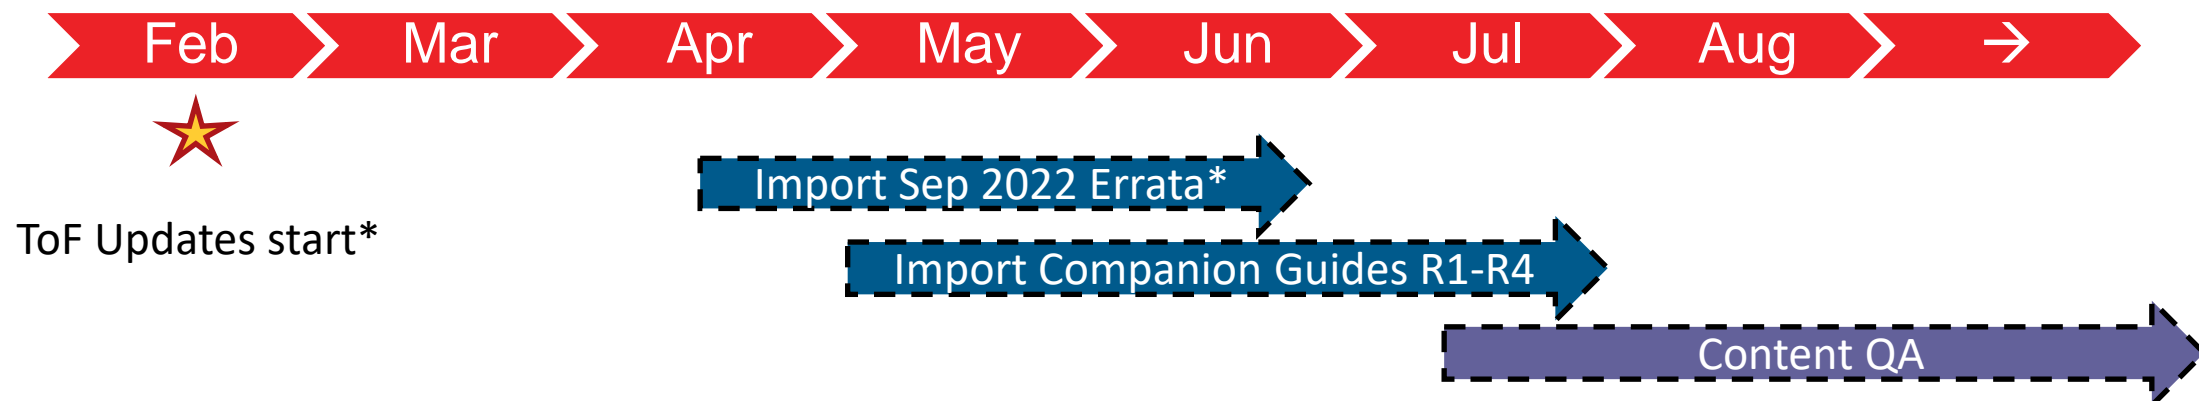 Feb Mar Apr May Jun Jul Aug →
Import Sep 2022 Errata*
ToF Updates start*
Import Companion Guides R1-R4
Content QA